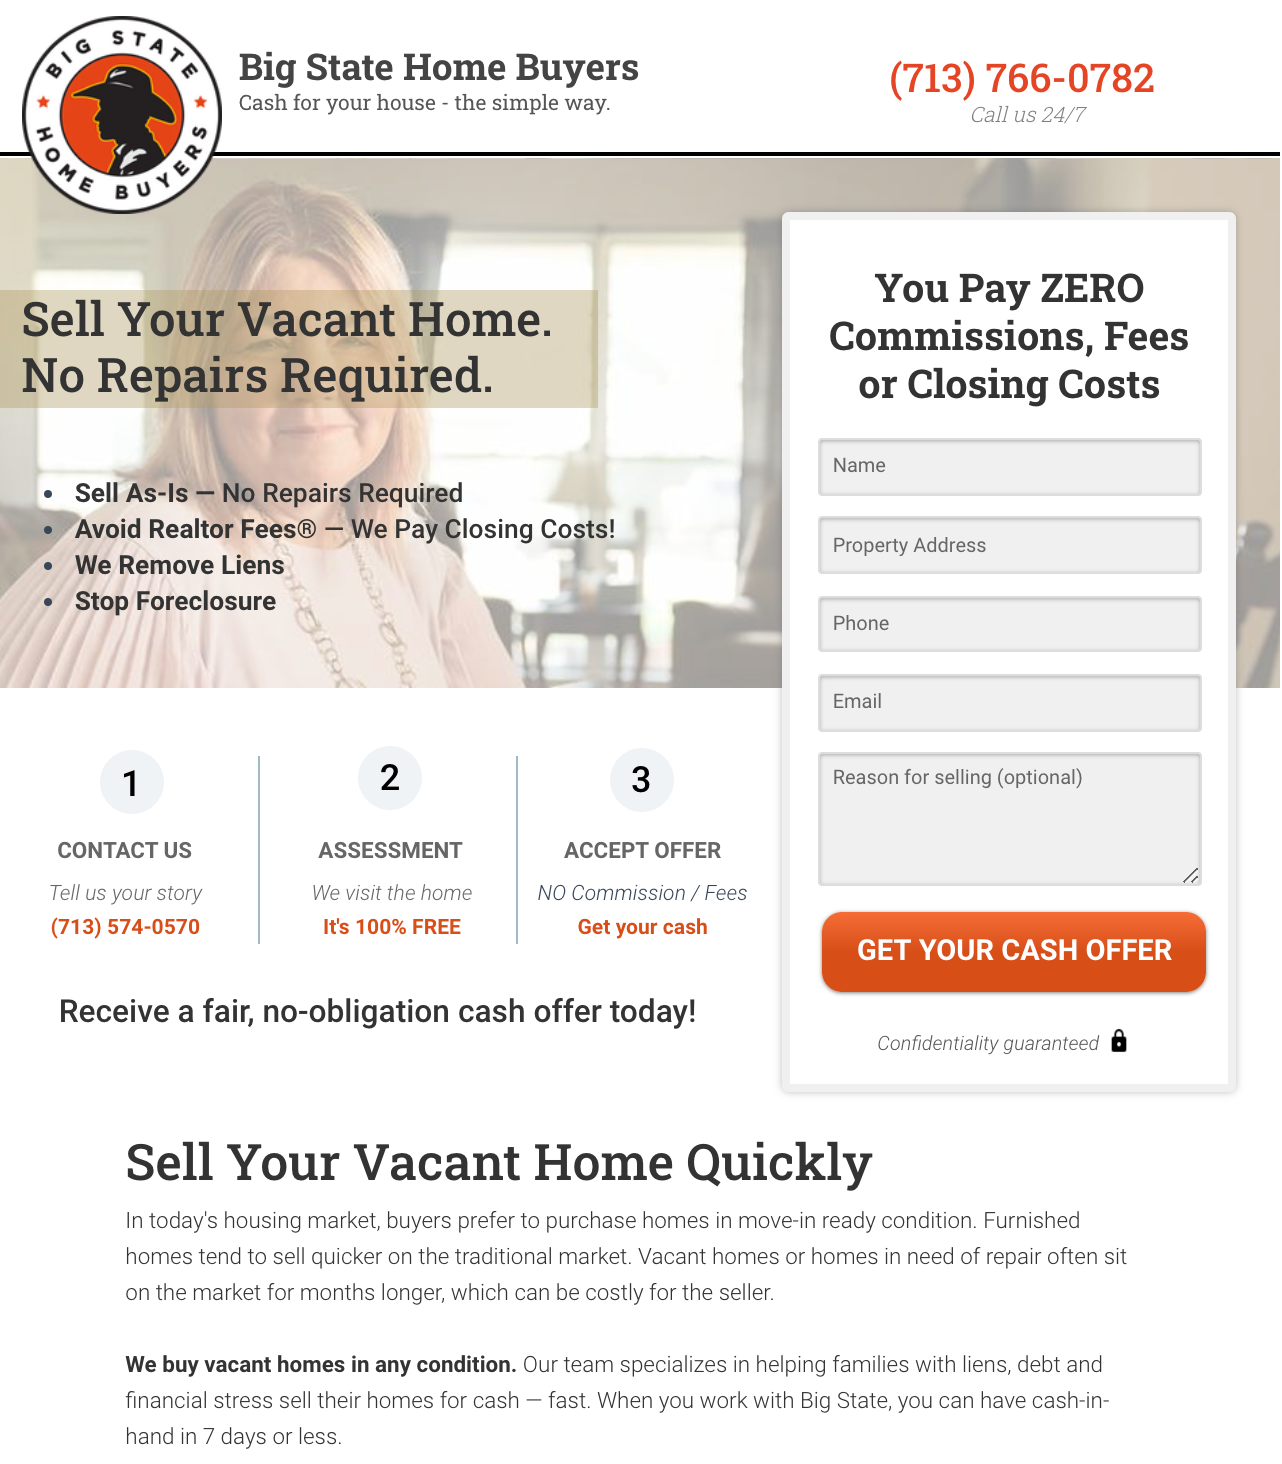 BIG STATE
HOME BUYERS
Big State Home Buyers
Cash for your house - the simple way.
(713) 766-0782
Call us 24/7
Sell Your Vacant Home.
No Repairs Required.
Sell As-Is — No Repairs Required
Avoid Realtor Fees® — We Pay Closing Costs!
We Remove Liens
Stop Foreclosure
You Pay ZERO
Commissions, Fees
or Closing Costs
Name
Property Address
Phone
Email
Reason for selling (optional)
GET YOUR CASH OFFER
Confidentiality guaranteed
1
CONTACT US
Tell us your story
(713) 574-0570
2
ASSESSMENT
We visit the home
It's 100% FREE
3
ACCEPT OFFER
NO Commission / Fees
Get your cash
Receive a fair, no-obligation cash offer today!
Sell Your Vacant Home Quickly
In today's housing market, buyers prefer to purchase homes in move-in ready condition. Furnished
homes tend to sell quicker on the traditional market. Vacant homes or homes in need of repair often sit
on the market for months longer, which can be costly for the seller.
We buy vacant homes in any condition. Our team specializes in helping families with liens, debt and
financial stress sell their homes for cash — fast. When you work with Big State, you can have cash-in-
hand in 7 days or less.